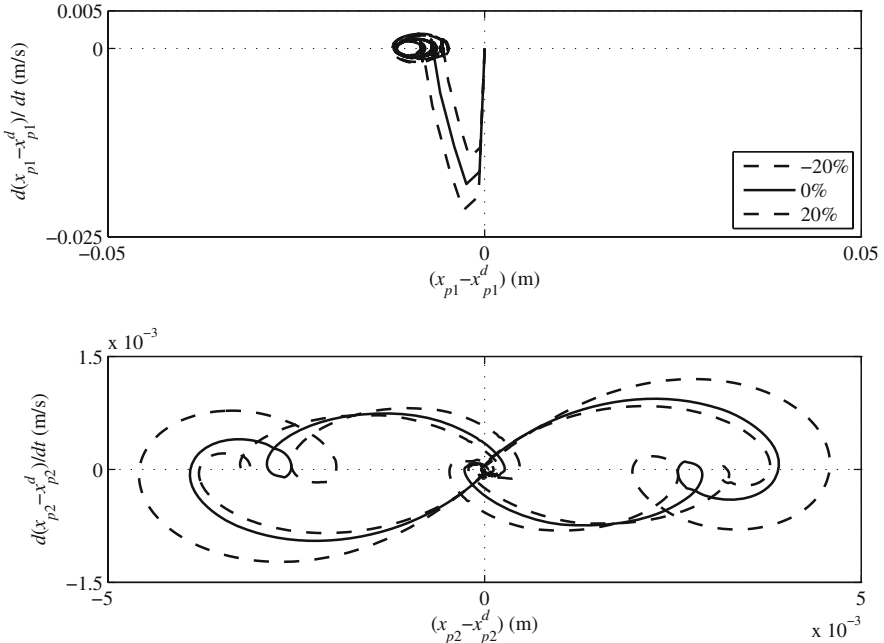 0.005
0
−0.025
d(x_p1−x^d_p1)/ dt (m/s)
−0.05
0
0.05
(x_p1−x^d_p1) (m)
−20%
0%
20%
x 10^−3
1.5
0
−1.5
d(x_p2−x^d_p2)/dt (m/s)
−5
0
5
(x_p2−x^d_p2) (m)
x 10^−3